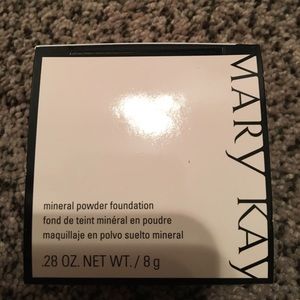 MARY KAY
mineral powder foundation
fond de teint minéral en poudre
maquillaje en polvo suelto mineral
.28 OZ. NET WT. / 8 g